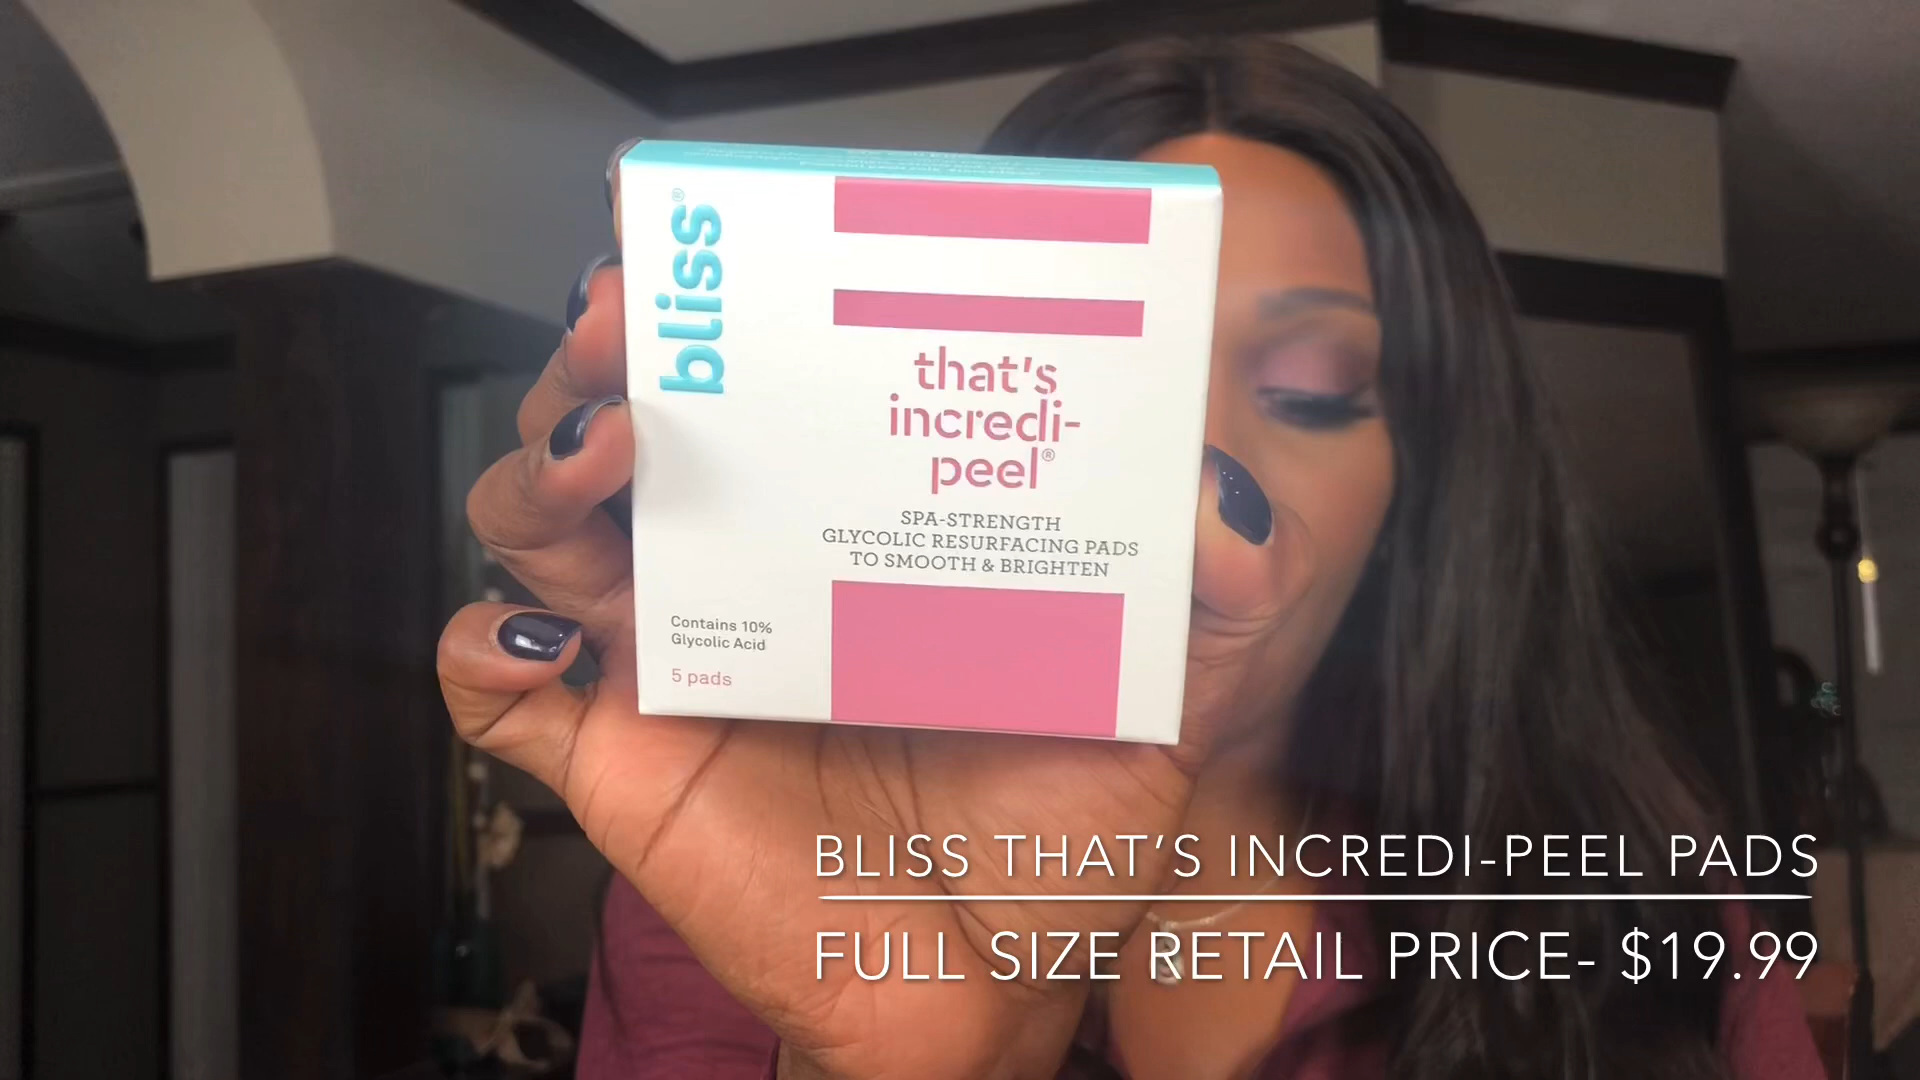 bliss®
that's
incredi-
peel®
SPA-STRENGTH
GLYCOLIC RESURFACING PADS
TO SMOOTH & BRIGHTEN
Contains 10%
Glycolic Acid
5 pads
BLISS THAT'S INCREDI-PEEL PADS
FULL SIZE RETAIL PRICE- $19.99